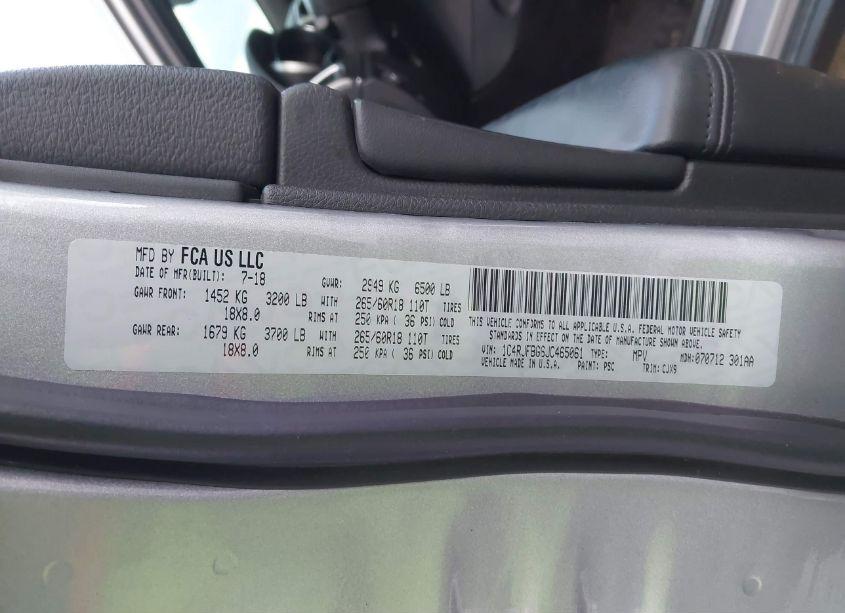 MFD BY FCA US LLC
DATE OF MFR(BUILT): 7-18 GVWR: 2949 KG 6500 LB
GAWR FRONT: 1452 KG 3200 LB WITH 265/60R18 110T TIRES
18X8.0 RIMS AT 250 KPA ( 36 PSI) COLD
GAWR REAR: 1679 KG 3700 LB WITH 265/60R18 110T TIRES
18X8.0 RIMS AT 250 KPA ( 36 PSI) COLD
THIS VEHICLE CONFORMS TO ALL APPLICABLE U.S.A. FEDERAL MOTOR VEHICLE SAFETY
STANDARDS IN EFFECT ON THE DATE OF MANUFACTURE SHOWN ABOVE.
VIN: 1C4RJFBG6JC465061 TYPE: MPV MDH: 070712 301AA
VEHICLE MADE IN U.S.A. PAINT: PSC TRIM: CJX9